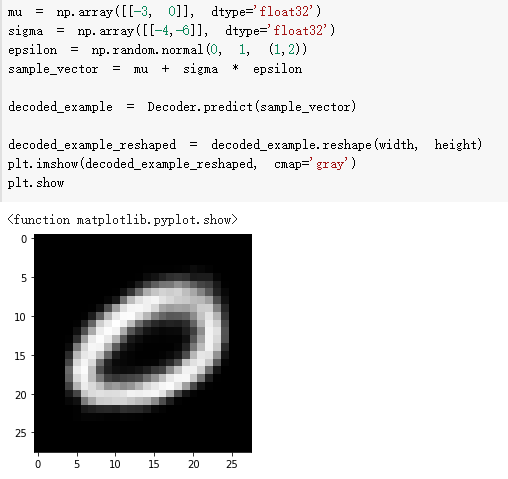 mu = np.array([[-3, 0]], dtype='float32')
sigma = np.array([[-4,-6]], dtype='float32')
epsilon = np.random.normal(0, 1, (1,2))
sample_vector = mu + sigma * epsilon
decoded_example = Decoder.predict(sample_vector)
decoded_example_reshaped = decoded_example.reshape(width, height)
plt.imshow(decoded_example_reshaped, cmap='gray')
plt.show
<function matplotlib.pyplot.show>
0
5
10
15
20
25
0 5 10 15 20 25